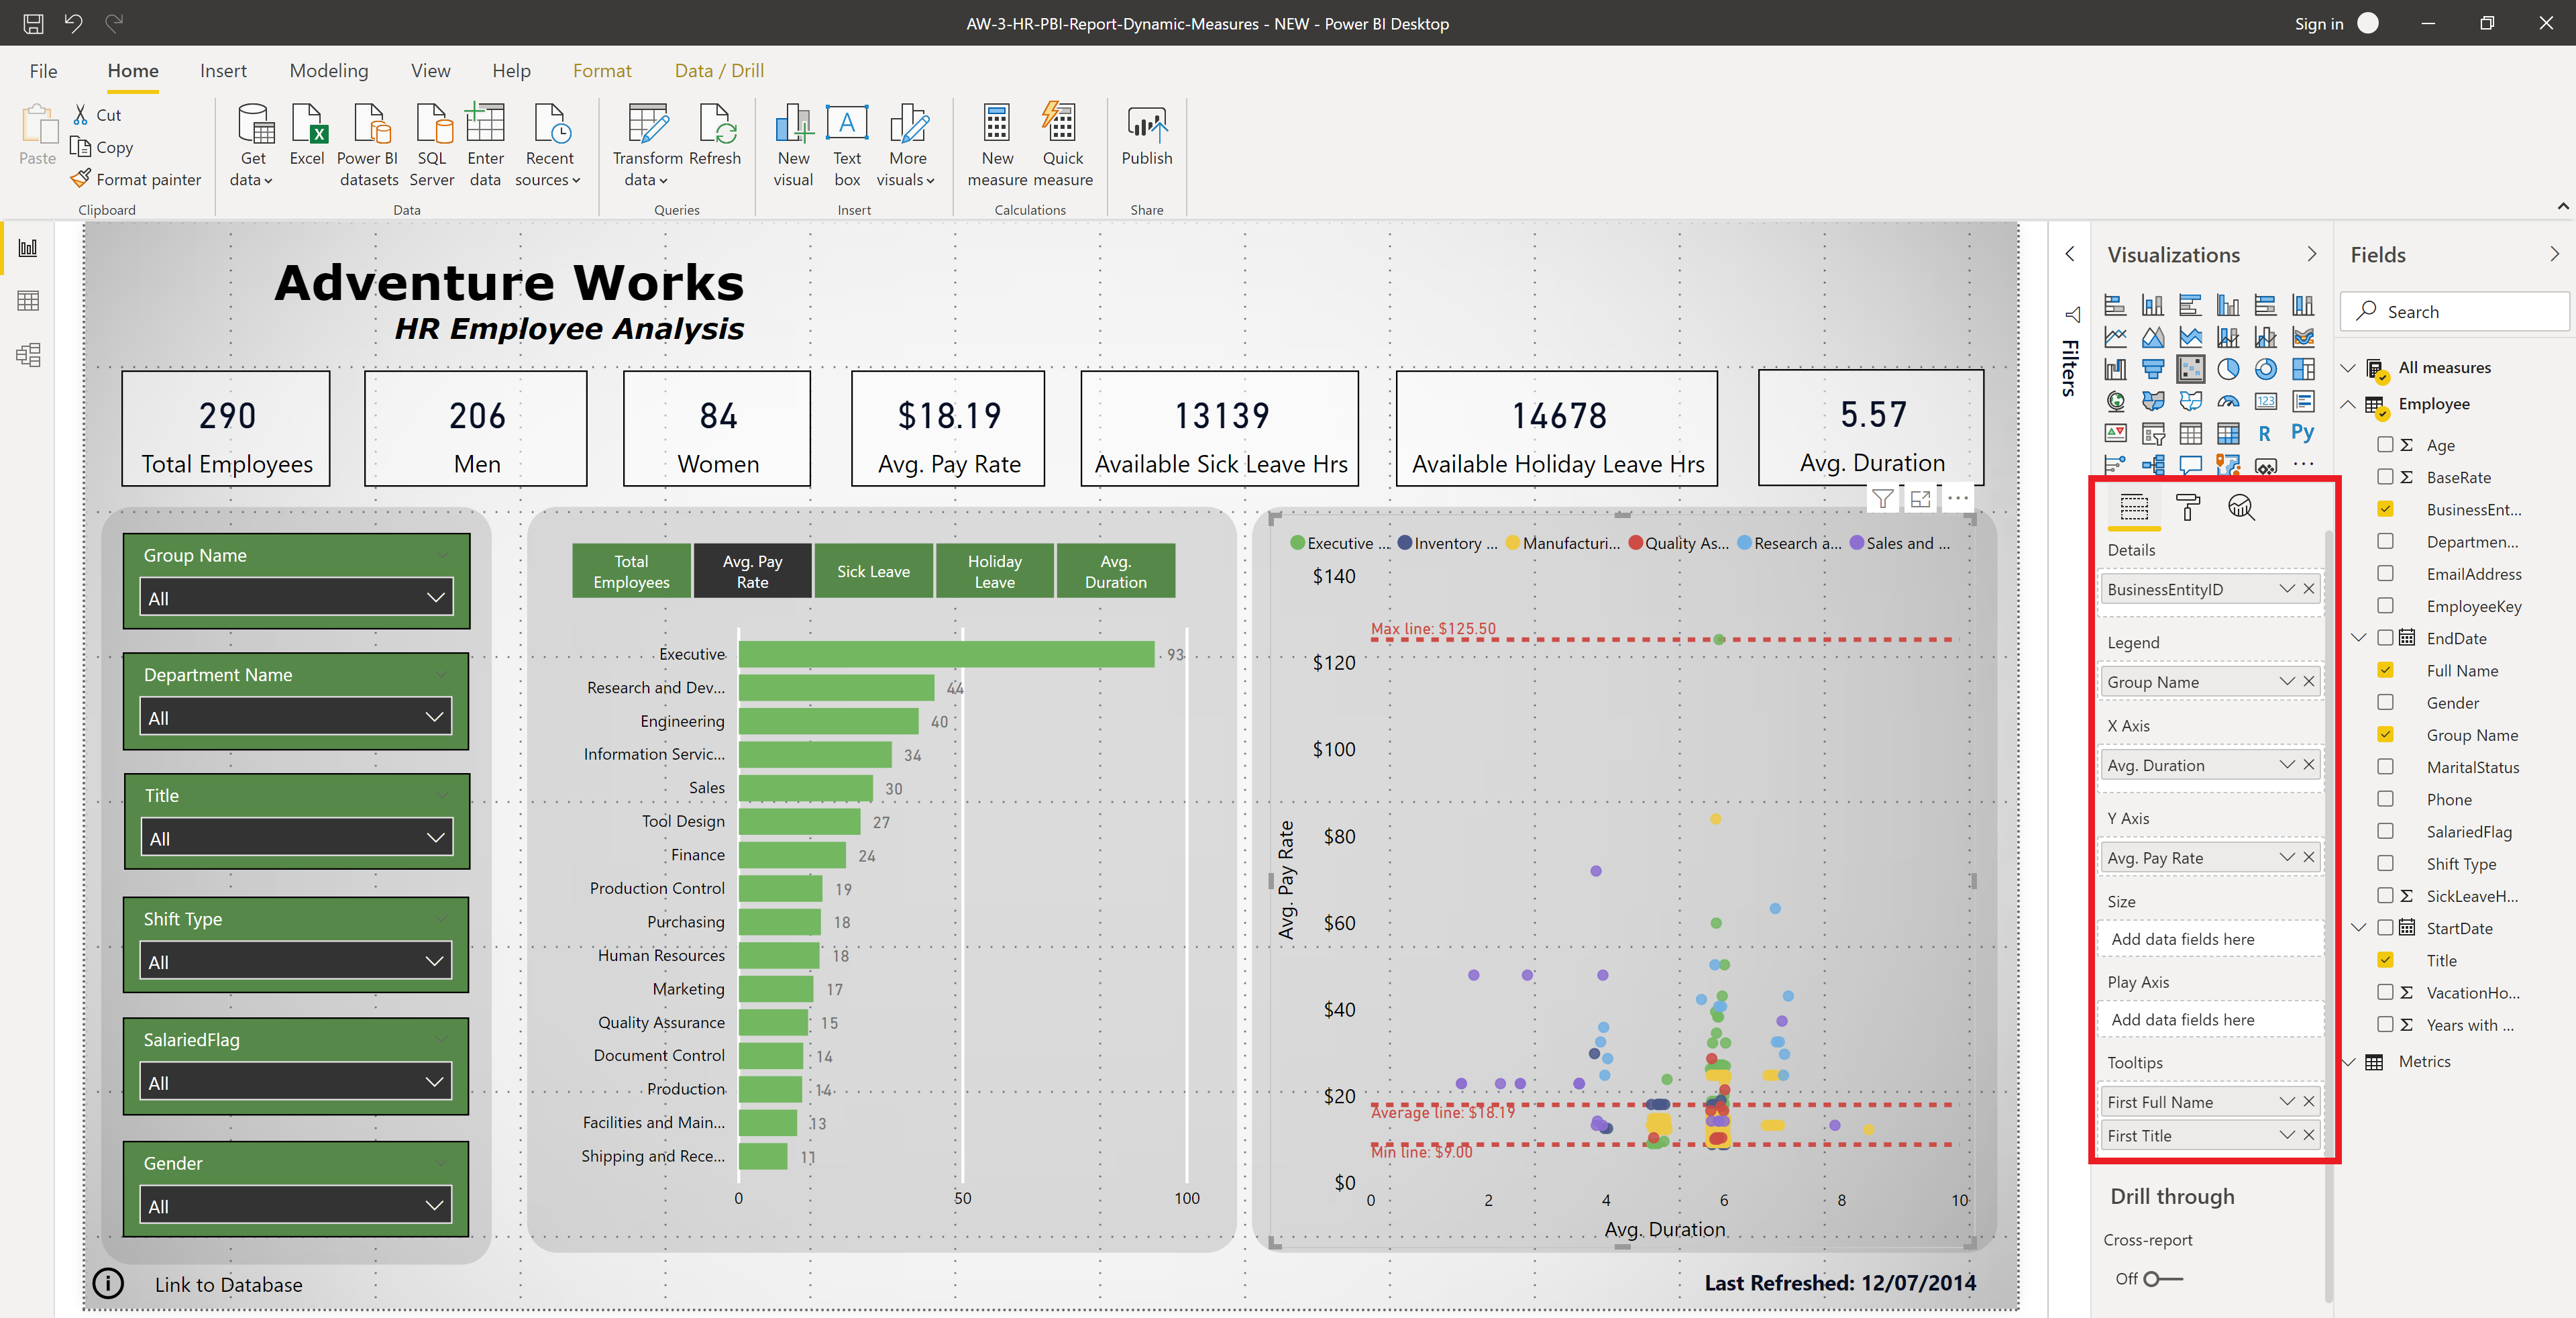 AW-3-HR-PBI-Report-Dynamic-Measures - NEW - Power BI Desktop
Sign in
File
Home
Insert
Modeling
View
Help
Format
Data / Drill
Paste
Cut
Copy
Format painter
Clipboard
Get
data
Excel
Power BI
datasets
SQL
Server
Enter
data
Recent
sources
Data
Transform
data
Refresh
Queries
New
visual
Text
box
More
visuals
Insert
New
measure
Quick
measure
Calculations
Publish
Share
Adventure Works
HR Employee Analysis
290
Total Employees
206
Men
84
Women
$18.19
Avg. Pay Rate
13139
Available Sick Leave Hrs
14678
Available Holiday Leave Hrs
5.57
Avg. Duration
Group Name
All
Department Name
All
Title
All
Shift Type
All
SalariedFlag
All
Gender
All
Link to Database
Total
Employees
Avg. Pay
Rate
Sick Leave
Holiday
Leave
Avg.
Duration
Executive 93
Research and Dev... 44
Engineering 40
Information Servic... 34
Sales 30
Tool Design 27
Finance 24
Production Control 19
Purchasing 18
Human Resources 18
Marketing 17
Quality Assurance 15
Document Control 14
Production 14
Facilities and Main... 13
Shipping and Rece... 11
0 50 100
Executive ... Inventory ... Manufacturi... Quality As... Research a... Sales and ...
$140
Max line: $125.50
$120
$100
$80
$60
$40
$20
Average line: $18.19
Min line: $9.00
$0
Avg. Pay Rate
0 2 4 6 8 10
Avg. Duration
Last Refreshed: 12/07/2014
Filters
Visualizations
123
R
Py
Details
BusinessEntityID
Legend
Group Name
X Axis
Avg. Duration
Y Axis
Avg. Pay Rate
Size
Add data fields here
Play Axis
Add data fields here
Tooltips
First Full Name
First Title
Drill through
Cross-report
Off
Fields
Search
All measures
Employee
Σ Age
Σ BaseRate
BusinessEnt...
Departmen...
EmailAddress
EmployeeKey
EndDate
Full Name
Gender
Group Name
MaritalStatus
Phone
SalariedFlag
Shift Type
Σ SickLeaveH...
StartDate
Title
Σ VacationHo...
Σ Years with ...
Metrics